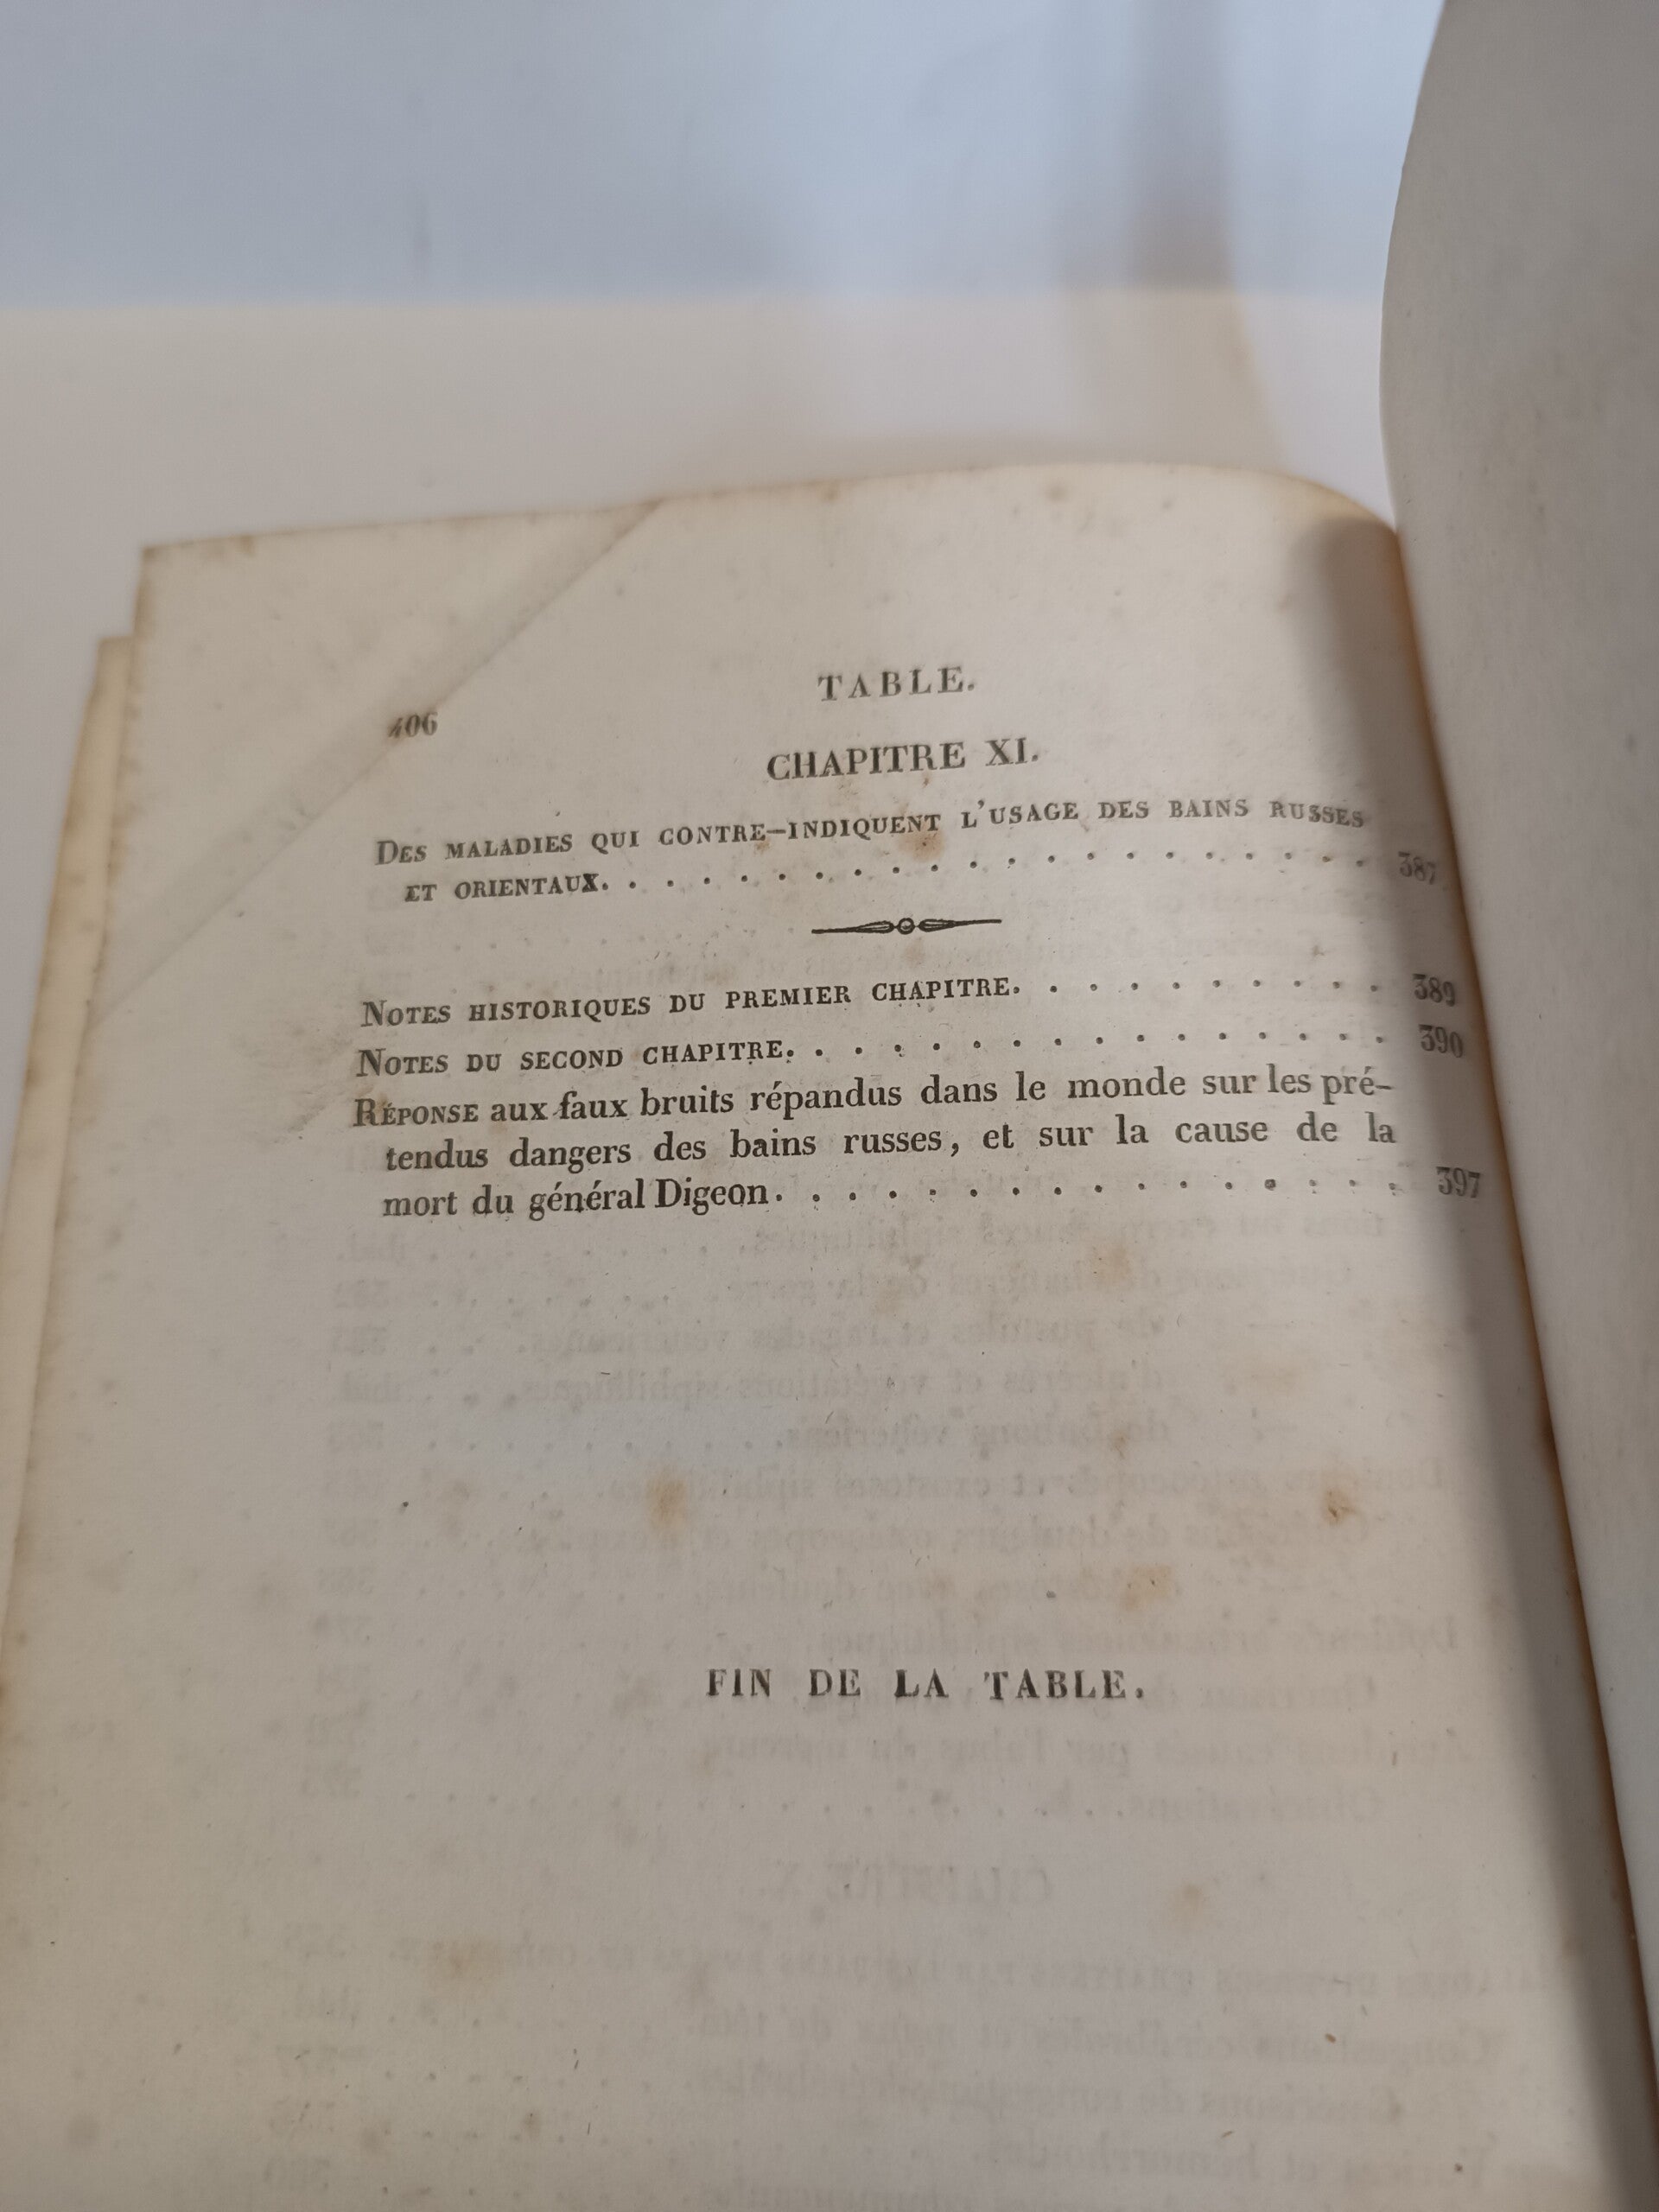 TABLE.
406
CHAPITRE XI.
DES MALADIES QUI CONTRE-INDIQUENT L'USAGE DES BAINS RUSSES
ET ORIENTAUX. . . . . . . . . . . . . . . . . . . . . 387
NOTES HISTORIQUES DU PREMIER CHAPITRE. . . . . . . . . . 389
NOTES DU SECOND CHAPITRE. . . . . . . . . . . . . . . . 390
RÉPONSE aux faux bruits répandus dans le monde sur les pré-
tendus dangers des bains russes, et sur la cause de la
mort du général Digeon. . . . . . . . . . . . . . . . . 397
FIN DE LA TABLE.